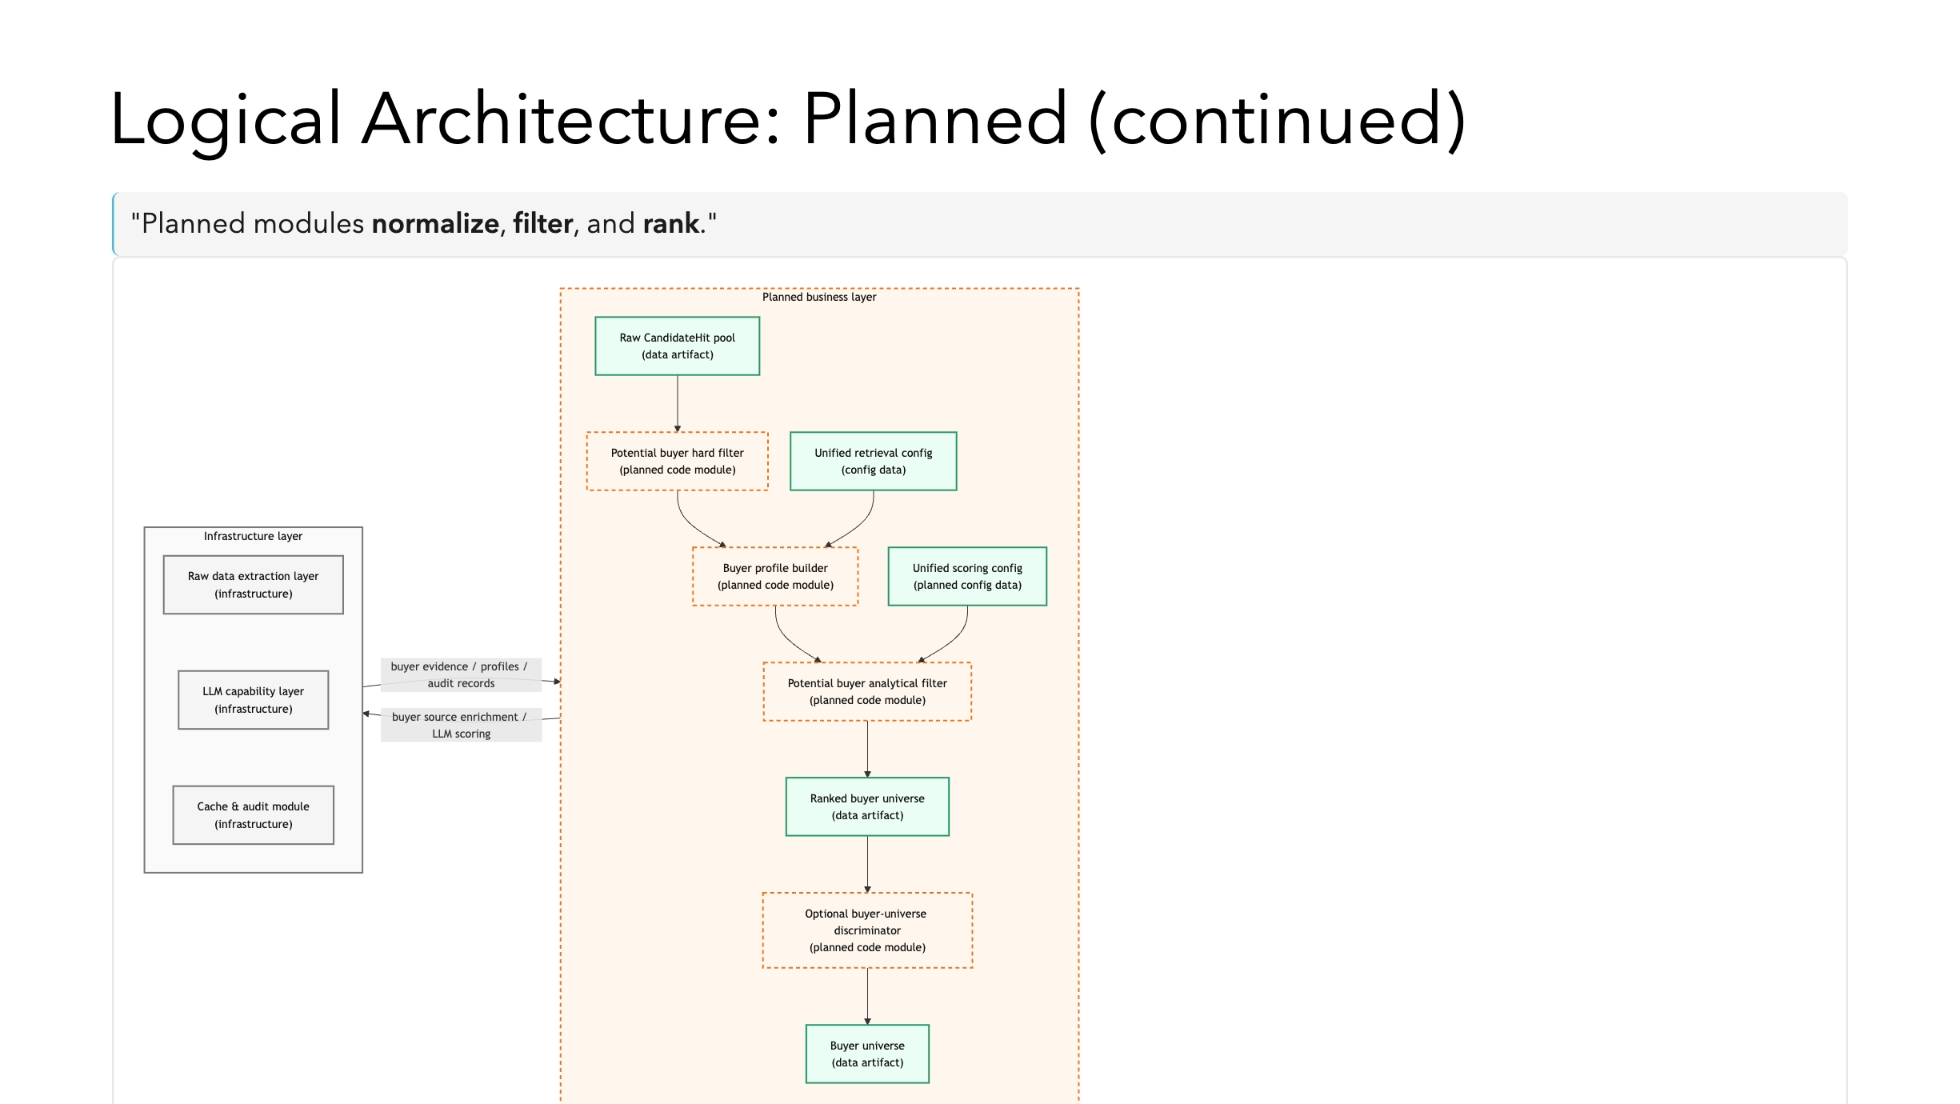 Logical Architecture: Planned (continued)
"Planned modules normalize, filter, and rank."
Planned business layer
Raw CandidateHit pool
(data artifact)
Potential buyer hard filter
(planned code module)
Unified retrieval config
(config data)
Infrastructure layer
Raw data extraction layer
(infrastructure)
Buyer profile builder
(planned code module)
Unified scoring config
(planned config data)
buyer evidence / profiles /
audit records
LLM capability layer
(infrastructure)
buyer source enrichment /
LLM scoring
Potential buyer analytical filter
(planned code module)
Cache & audit module
(infrastructure)
Ranked buyer universe
(data artifact)
Optional buyer-universe
discriminator
(planned code module)
Buyer universe
(data artifact)